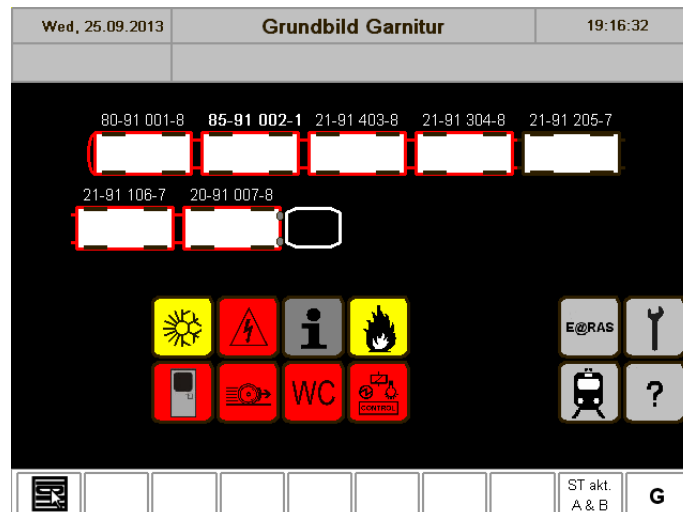 Wed, 25.09.2013 Grundbild Garnitur 19:16:32
80-91 001-8 85-91 002-1 21-91 403-8 21-91 304-8 21-91 205-7
21-91 106-7 20-91 007-8
E@RAS
WC
CONTROL
?
ST akt.
A & B
G